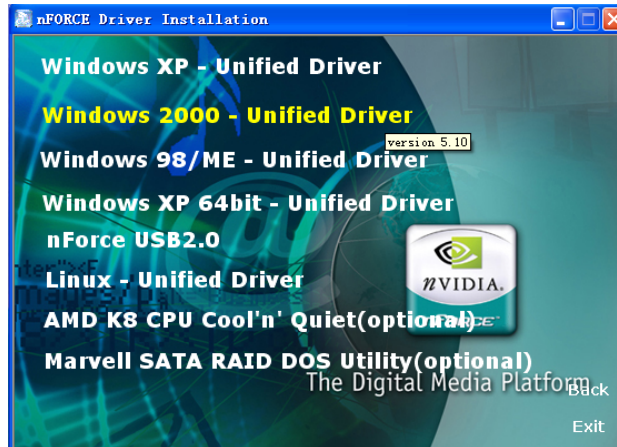 nFORCE Driver Installation
Windows XP - Unified Driver
Windows 2000 - Unified Driver
version 5.10
Windows 98/ME - Unified Driver
Windows XP 64bit - Unified Driver
nForce USB2.0
nVIDIA.
Linux - Unified Driver
AMD K8 CPU Cool'n' Quiet(optional)
Marvell SATA RAID DOS Utility(optional)
The Digital Media Platform
Back
Exit